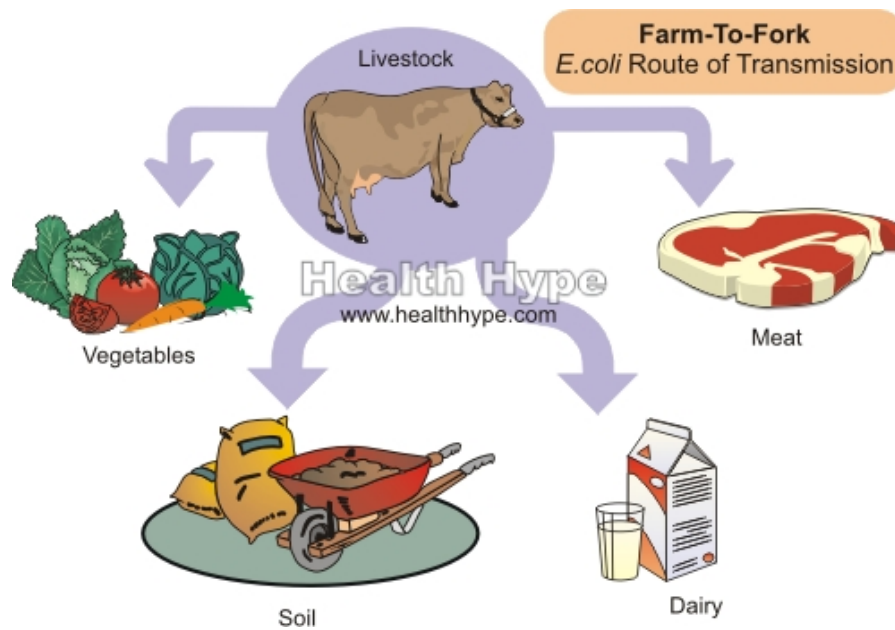 Farm-To-Fork
E.coli Route of Transmission
Livestock
Health Hype
www.healthhype.com
Vegetables
Meat
Soil
Dairy